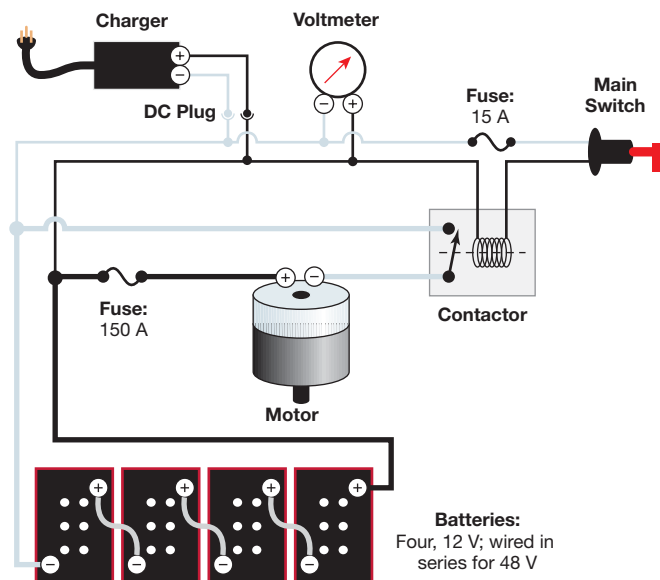 Charger
Voltmeter
Main
Switch
Fuse:
15 A
+
−
DC Plug
− +
+ −
Contactor
Fuse:
150 A
Motor
+ + + +
− − − −
Batteries:
Four, 12 V; wired in
series for 48 V